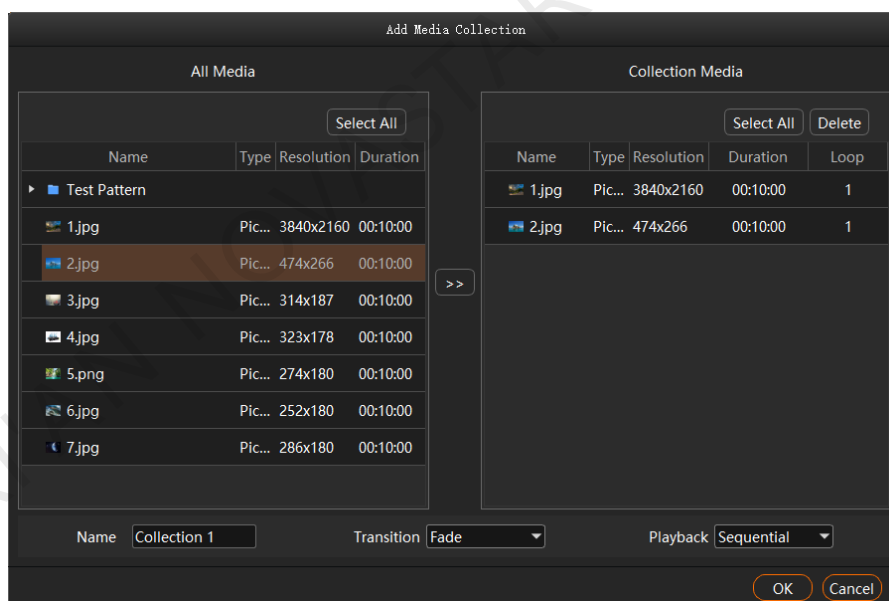 Add Media Collection
All Media
Collection Media
Select All
Select All Delete
Name Type Resolution Duration
Name Type Resolution Duration Loop
Test Pattern
1.jpg Pic... 3840x2160 00:10:00
1.jpg Pic... 3840x2160 00:10:00 1
2.jpg Pic... 474x266 00:10:00
2.jpg Pic... 474x266 00:10:00 1
>>
3.jpg Pic... 314x187 00:10:00
4.jpg Pic... 323x178 00:10:00
5.png Pic... 274x180 00:10:00
6.jpg Pic... 252x180 00:10:00
7.jpg Pic... 286x180 00:10:00
Name Collection 1 Transition Fade Playback Sequential
OK Cancel